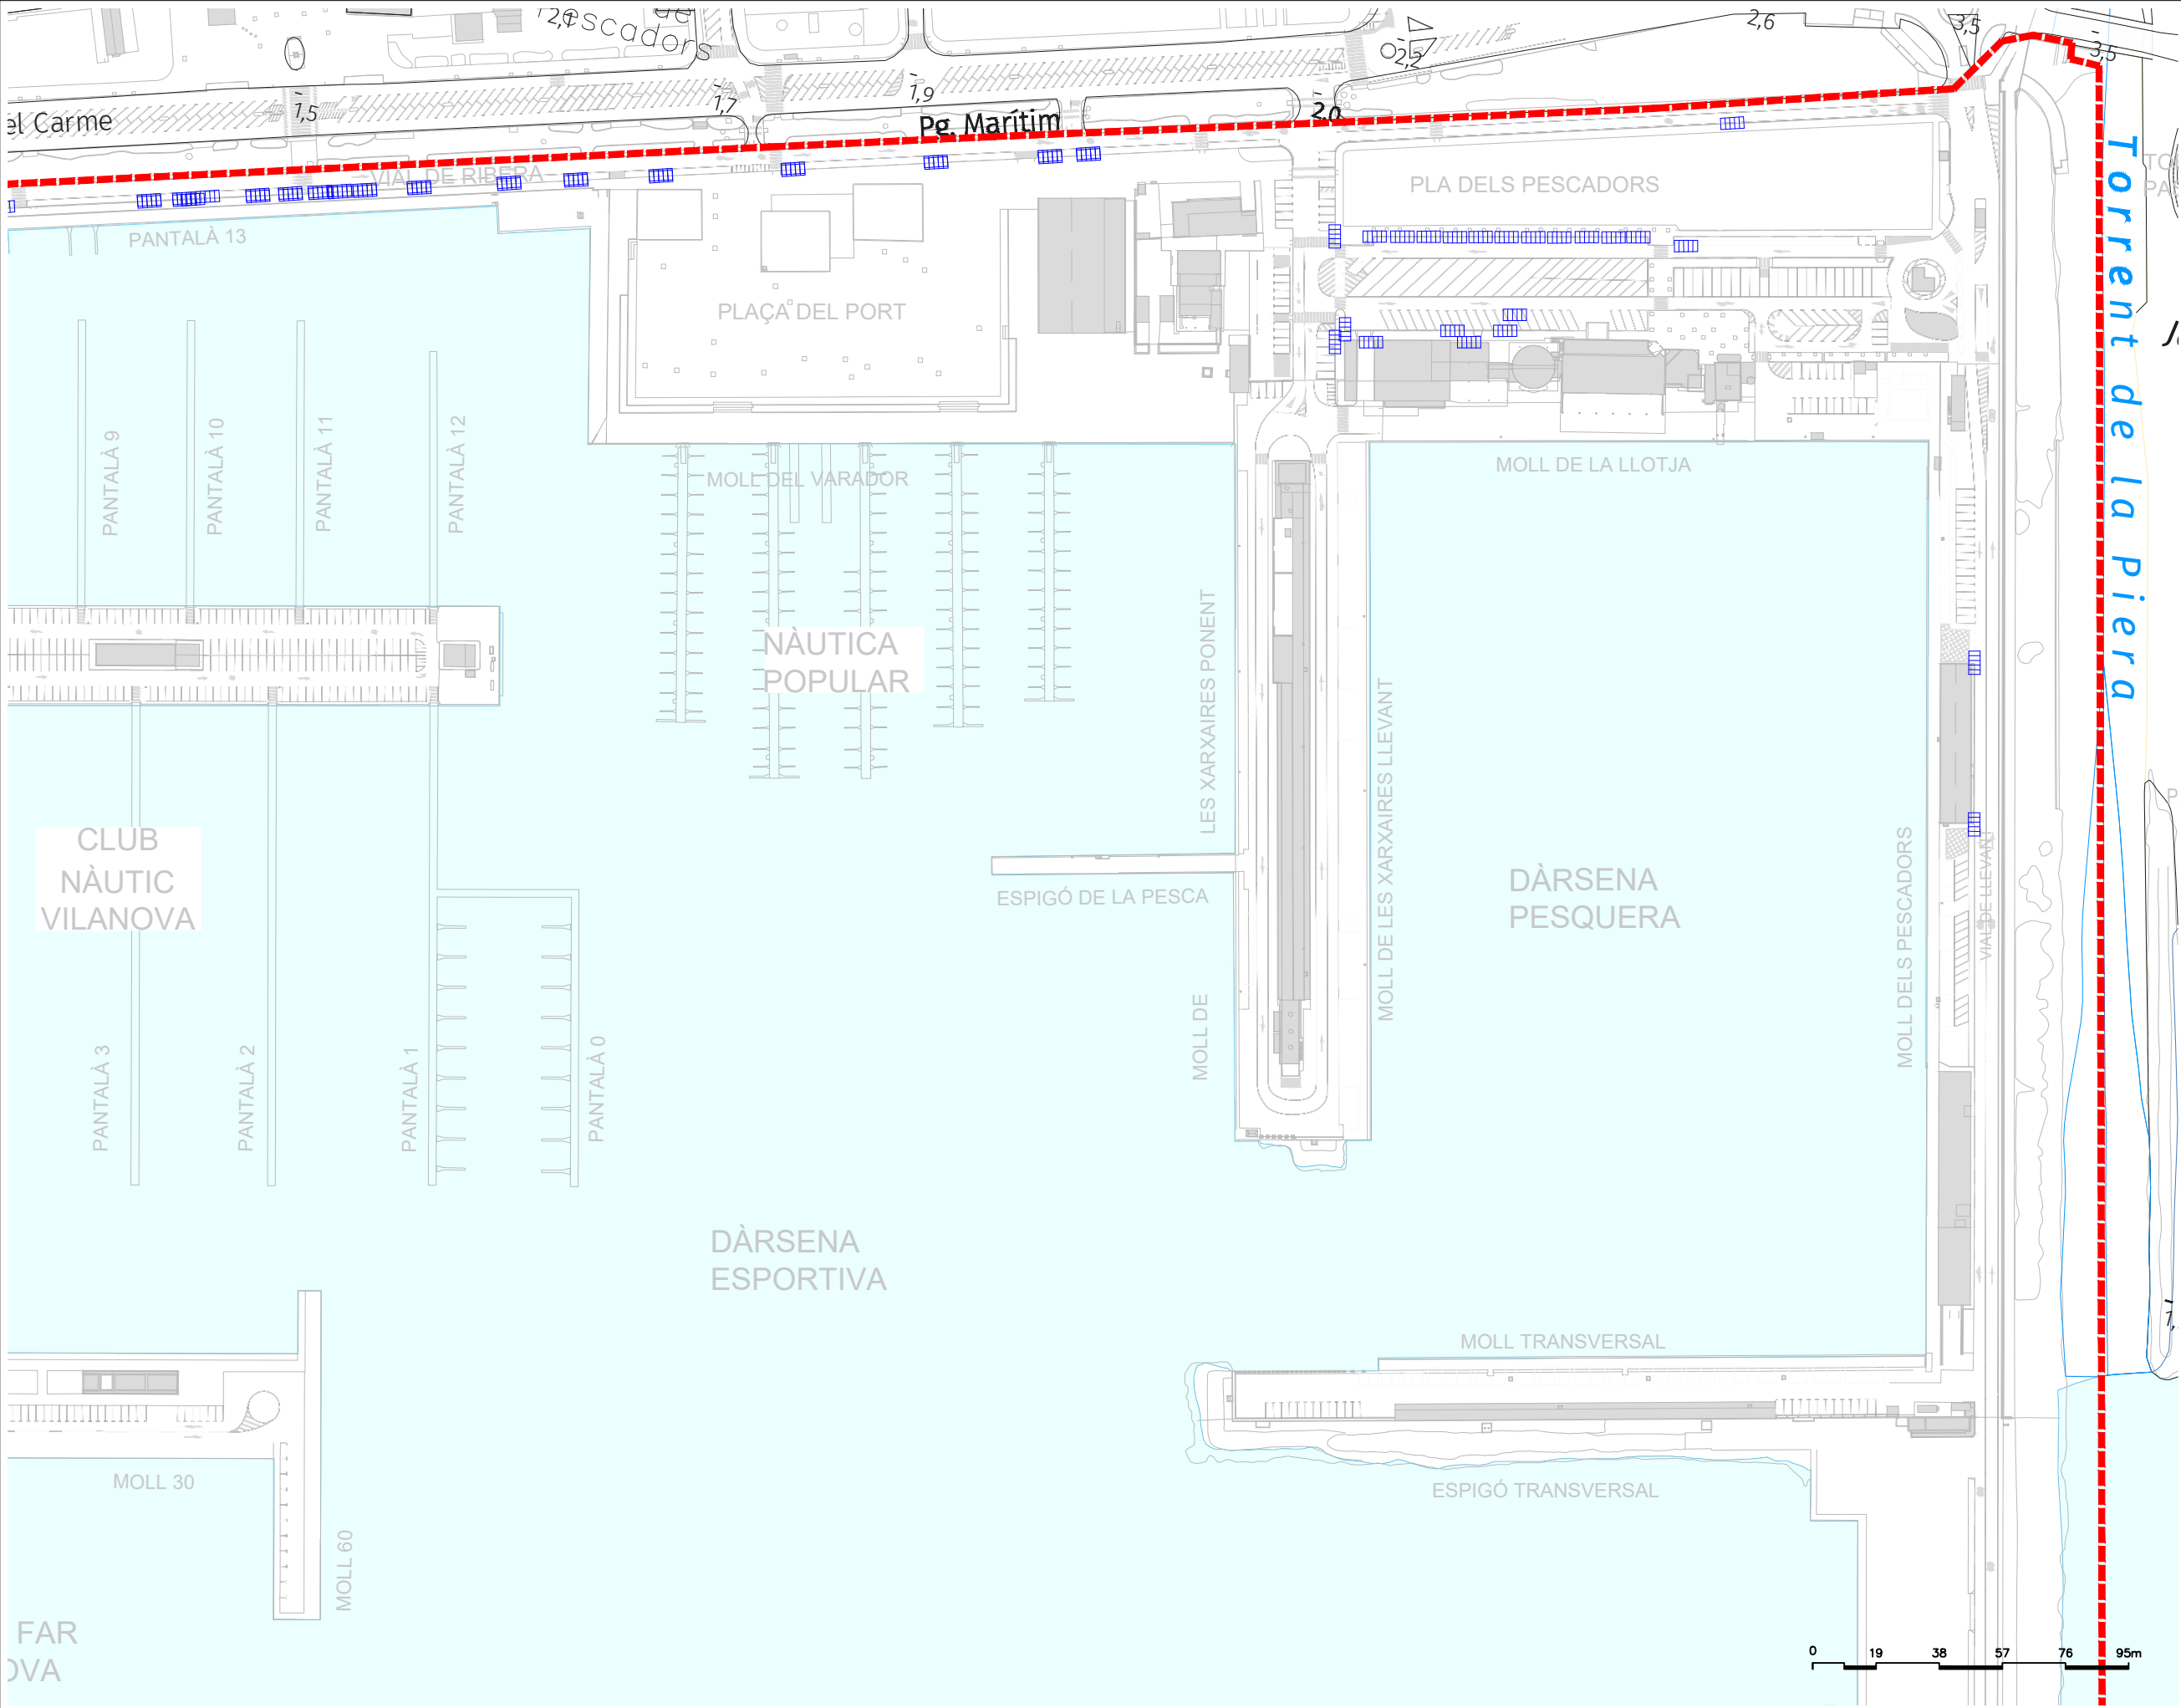 de
Pescadors
2,1
2,6
3,5
3,5
2,2
el Carme
1,5
1,7
1,9
Pg. Marítim
2.0
VIAL DE RIBERA
PLA DELS PESCADORS
PANTALÀ 13
PLAÇA DEL PORT
Torrent de la Piera
PANTALÀ 9
PANTALÀ 10
PANTALÀ 11
PANTALÀ 12
MOLL DEL VARADOR
MOLL DE LA LLOTJA
NÀUTICA
POPULAR
LES XARXAIRES PONENT
MOLL DE
MOLL DE LES XARXAIRES LLEVANT
CLUB
NÀUTIC
VILANOVA
ESPIGÓ DE LA PESCA
DÀRSENA
PESQUERA
MOLL DELS PESCADORS
VIAL DE LLEVANT
PANTALÀ 3
PANTALÀ 2
PANTALÀ 1
PANTALÀ 0
DÀRSENA
ESPORTIVA
MOLL TRANSVERSAL
MOLL 30
ESPIGÓ TRANSVERSAL
MOLL 60
FAR
OVA
0 19 38 57 76 95m